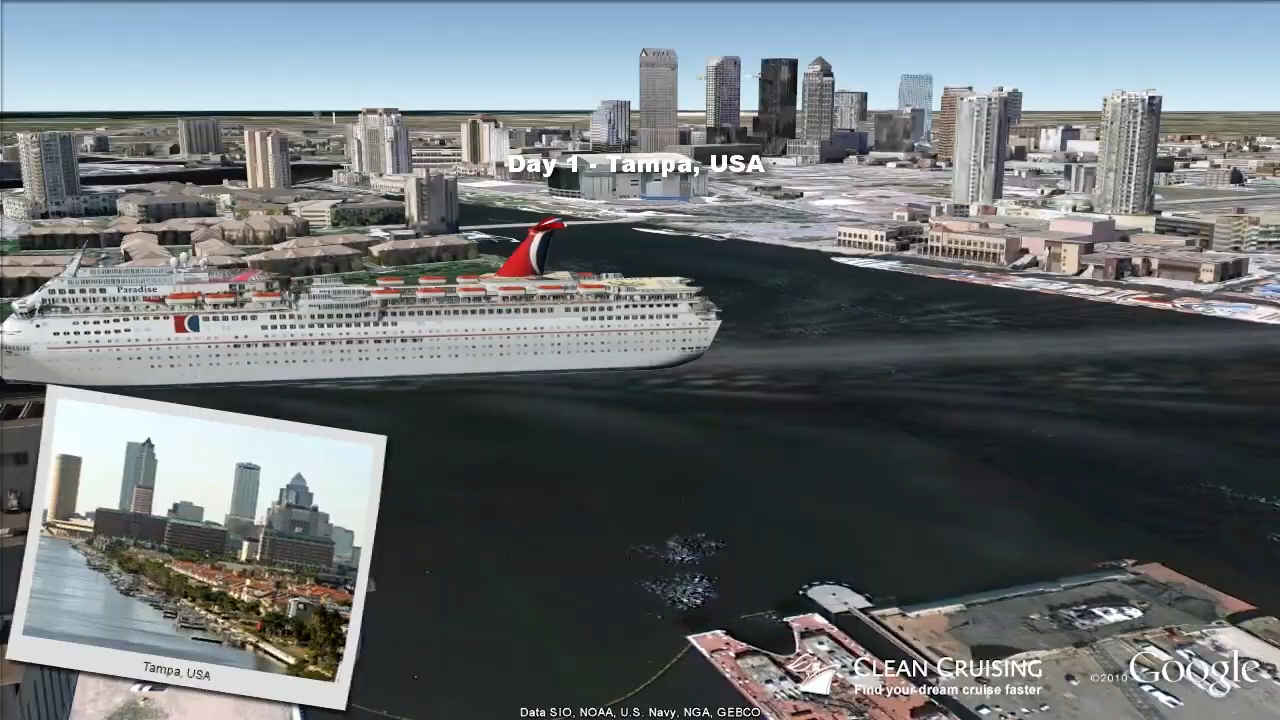 Day 1 - Tampa, USA
Paradise
Tampa, USA
CLEAN CRUISING
Find your dream cruise faster
©2010 Google
Data SIO, NOAA, U.S. Navy, NGA, GEBCO